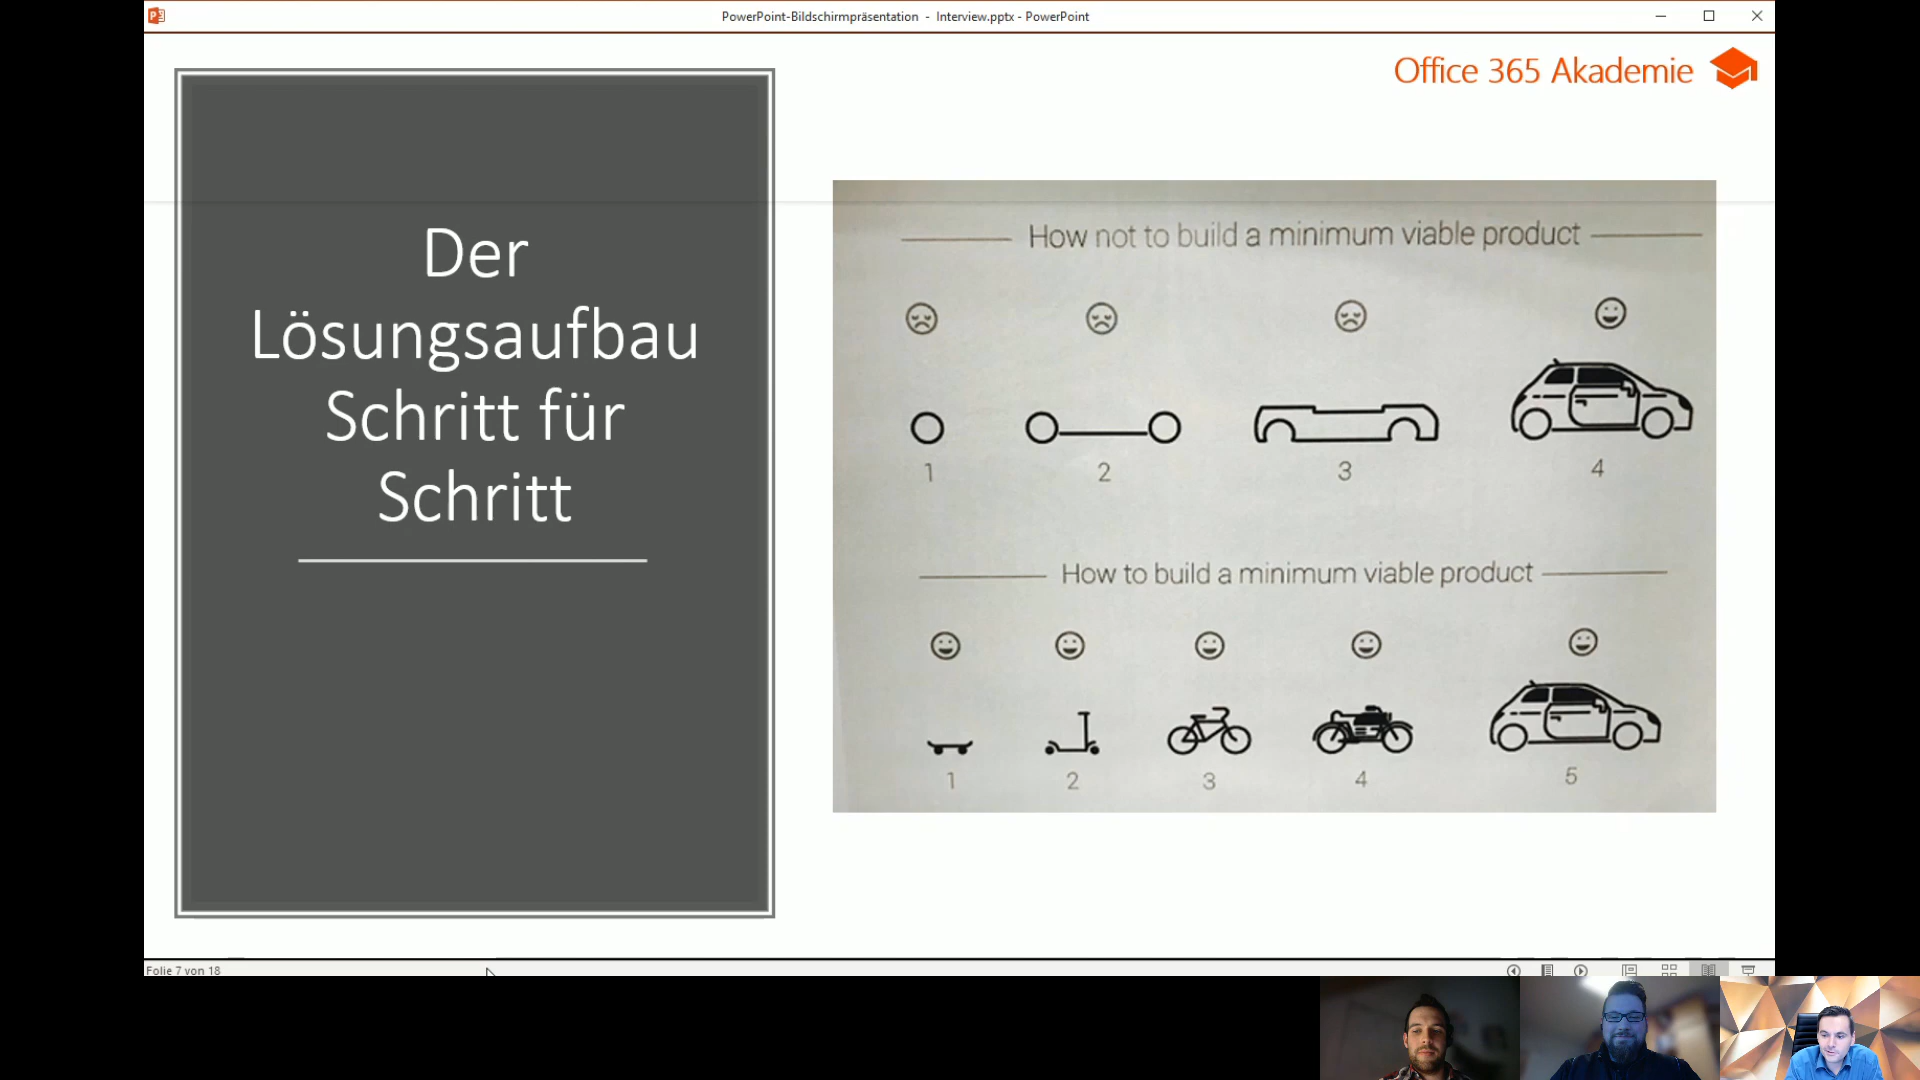 PowerPoint-Bildschirmpräsentation - Interview.pptx - PowerPoint
Office 365 Akademie
Der
Lösungsaufbau
Schritt für
Schritt
How not to build a minimum viable product
1 2 3 4
How to build a minimum viable product
1 2 3 4 5
Folie 7 von 18